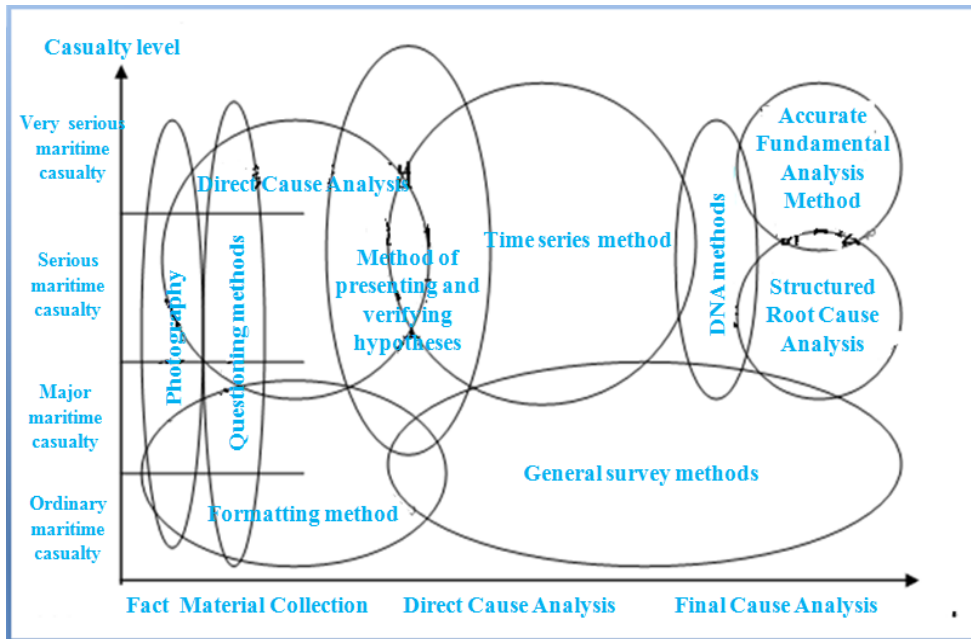 Casualty level
Very serious
maritime
casualty
Serious
maritime
casualty
Major
maritime
casualty
Ordinary
maritime
casualty
Photography
Questioning methods
Direct Cause Analysis
Method of
presenting and
verifying
hypotheses
Time series method
DNA methods
Accurate
Fundamental
Analysis
Method
Structured
Root Cause
Analysis
Formatting method
General survey methods
Fact Material Collection
Direct Cause Analysis
Final Cause Analysis